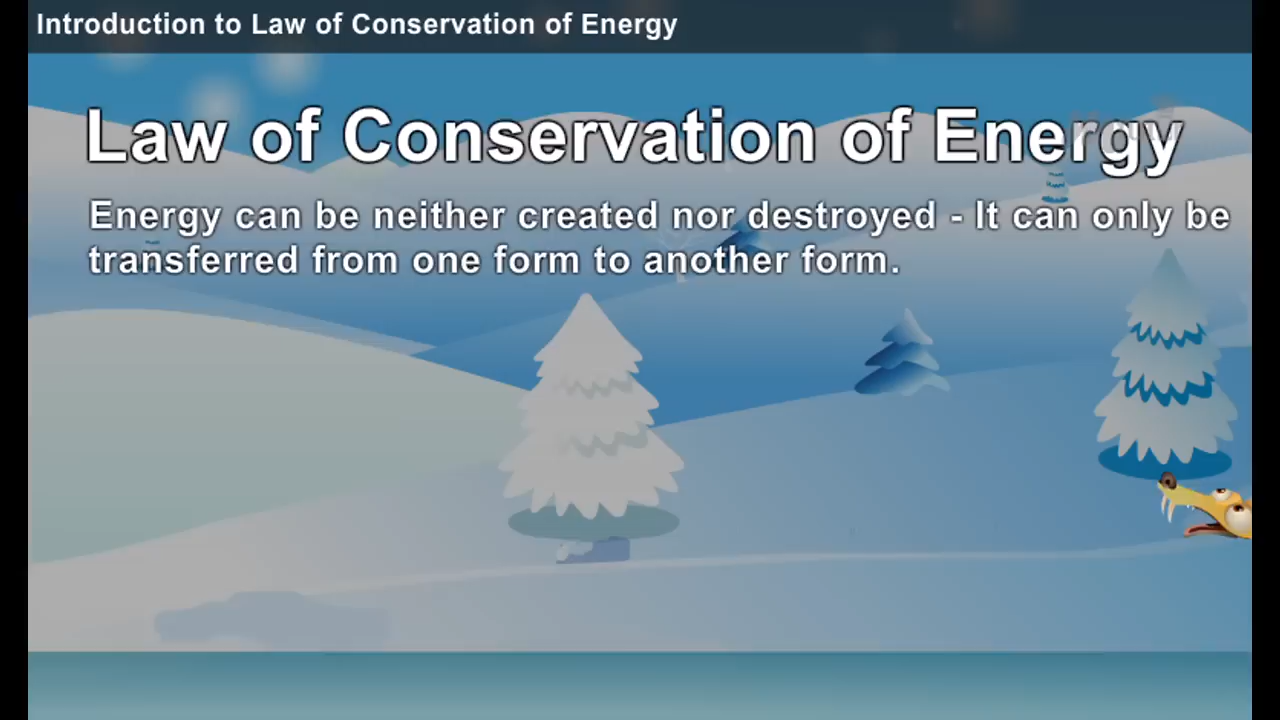 Introduction to Law of Conservation of Energy
Law of Conservation of Energy
Energy can be neither created nor destroyed - It can only be
transferred from one form to another form.